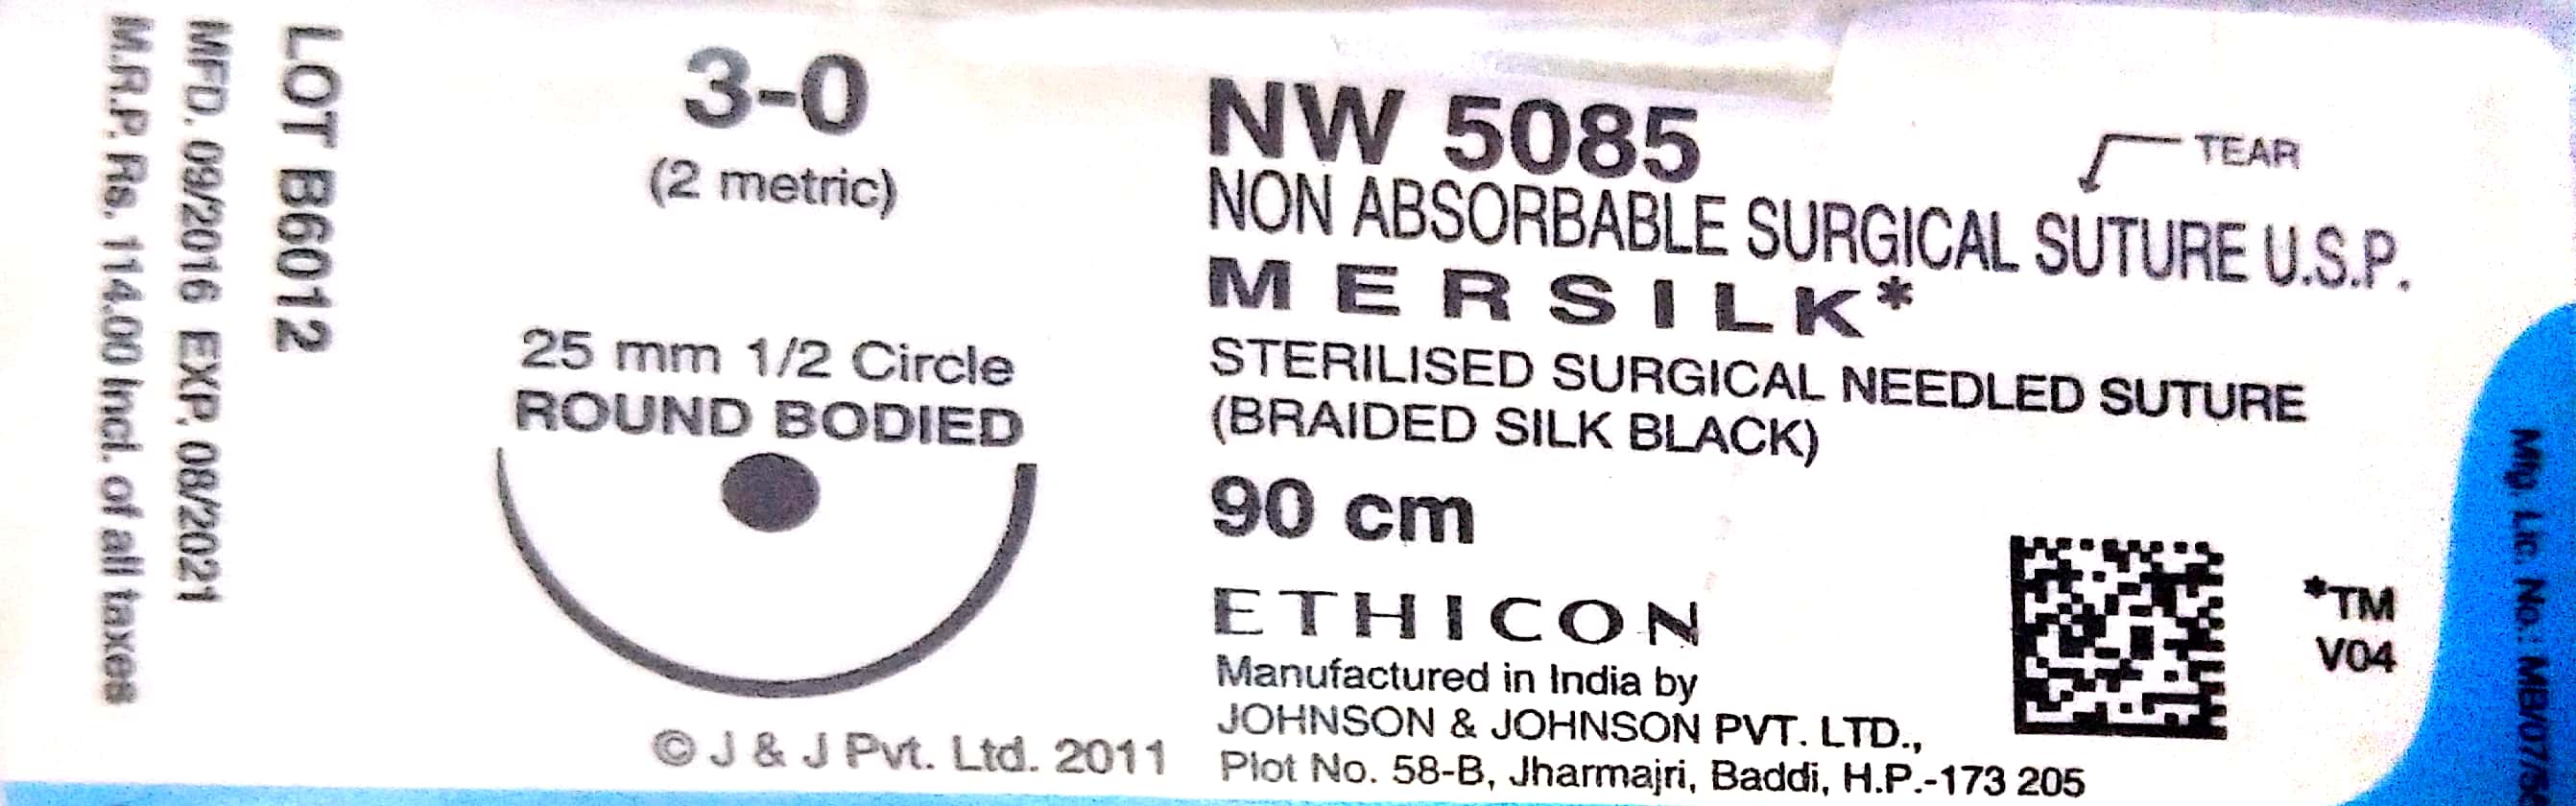 LOT B6012
MFD. 09/2016 EXP. 08/2021
M.R.P. Rs. 114.00 Incl. of all taxes
3-0
(2 metric)
25 mm 1/2 Circle
ROUND BODIED
© J & J Pvt. Ltd. 2011
NW 5085
TEAR
NON ABSORBABLE SURGICAL SUTURE U.S.P.
MERSILK*
STERILISED SURGICAL NEEDLED SUTURE
(BRAIDED SILK BLACK)
90 cm
ETHICON
Manufactured in India by
JOHNSON & JOHNSON PVT. LTD.,
Plot No. 58-B, Jharmajri, Baddi, H.P.-173 205
*TM
V04
Mfg. Lic. No.: